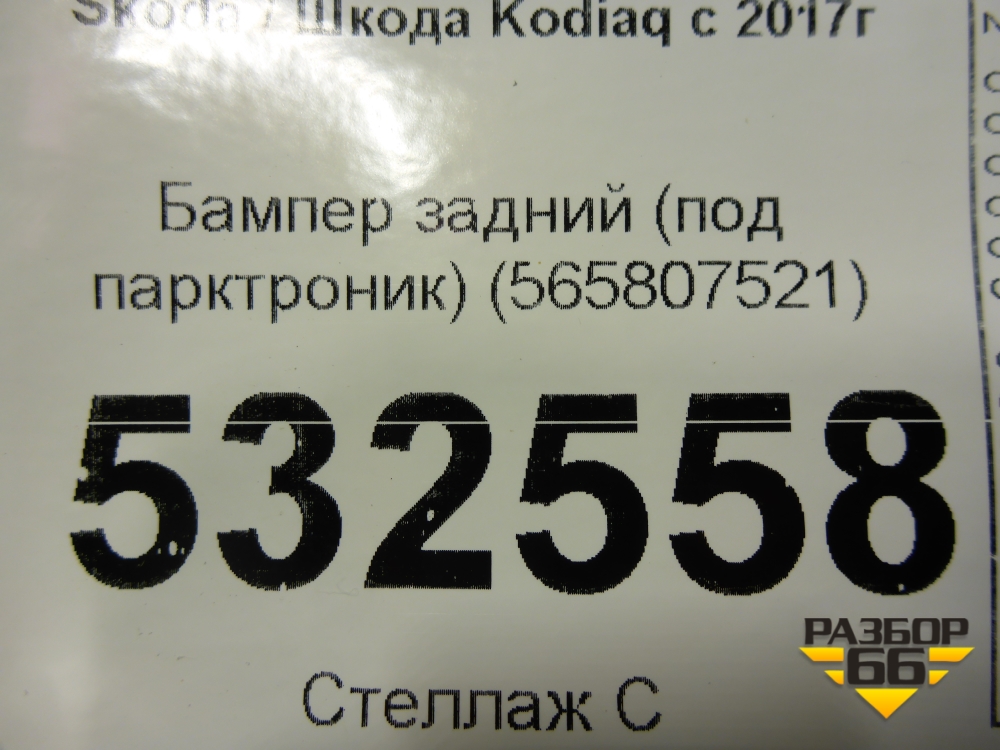 Skoda / Шкода Kodiaq с 2017г
Бампер задний (под
парктроник) (565807521)
532558
Стеллаж С
РАЗБОР
66